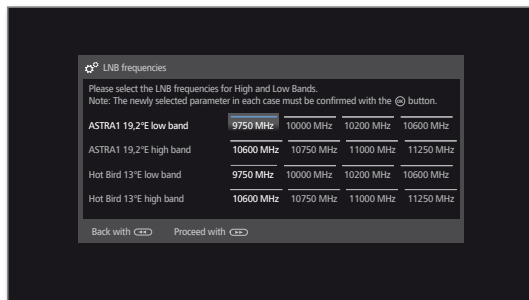 LNB frequencies
Please select the LNB frequencies for High and Low Bands.
Note: The newly selected parameter in each case must be confirmed with the OK button.
ASTRA1 19,2°E low band 9750 MHz 10000 MHz 10200 MHz 10600 MHz
ASTRA1 19,2°E high band 10600 MHz 10750 MHz 11000 MHz 11250 MHz
Hot Bird 13°E low band 9750 MHz 10000 MHz 10200 MHz 10600 MHz
Hot Bird 13°E high band 10600 MHz 10750 MHz 11000 MHz 11250 MHz
Back with Proceed with